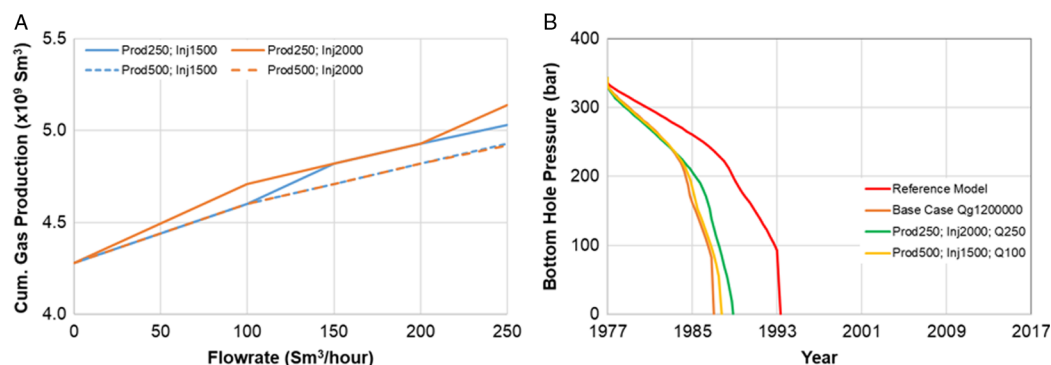 A
Cum. Gas Production (x10⁹ Sm³)
5.5
5.0
4.5
4.0
Prod250; Inj1500
Prod250; Inj2000
Prod500; Inj1500
Prod500; Inj2000
0
50
100
150
200
250
Flowrate (Sm³/hour)
B
Bottom Hole Pressure (bar)
400
300
200
100
0
Reference Model
Base Case Qg1200000
Prod250; Inj2000; Q250
Prod500; Inj1500; Q100
1977
1985
1993
2001
2009
2017
Year